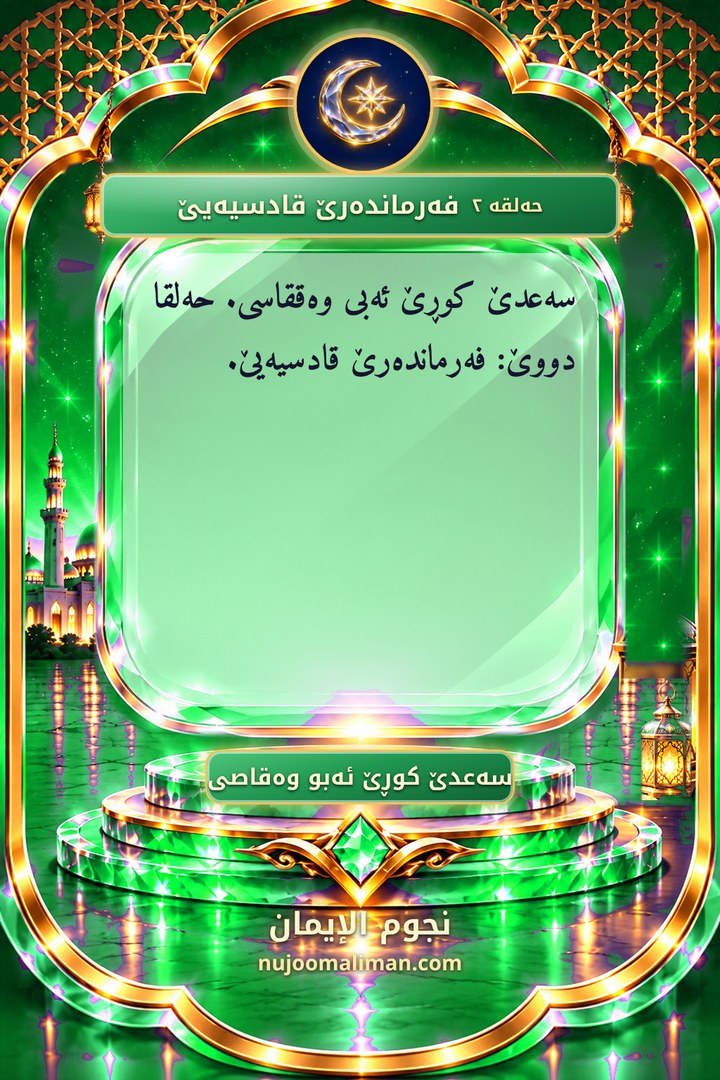 حەلقە ٢ فەرماندەرێ قادسیەیێ
سەعدێ کوڕێ ئەبی وەققاسی. حەلقا
دووێ: فەرماندەرێ قادسیەیێ.
سەعدێ کوڕێ ئەبو وەقاصی
نجوم الإيمان
nujoomaliman.com